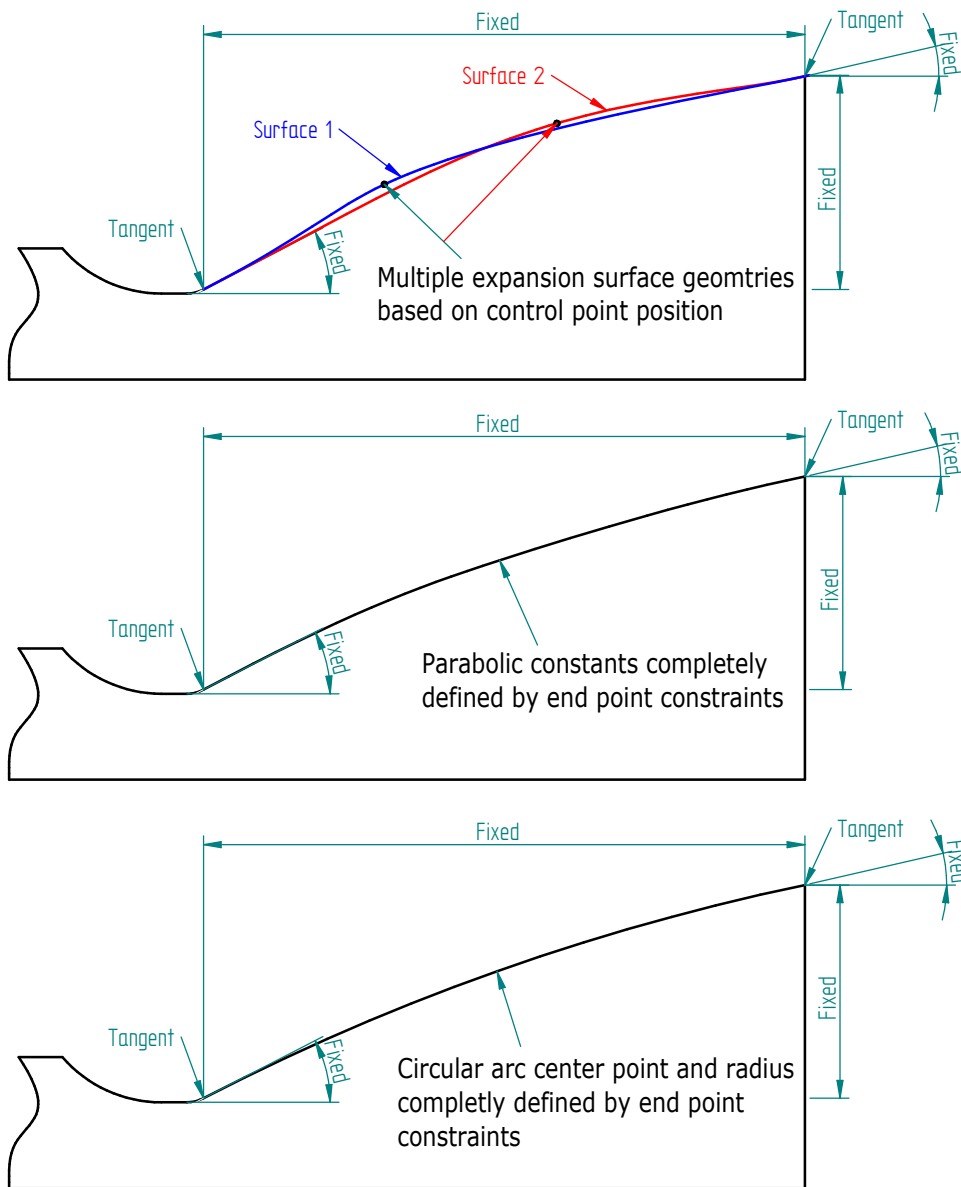 Fixed
Tangent
Fixed
Surface 2
Surface 1
Fixed
Tangent
Fixed
Multiple expansion surface geomtries
based on control point position
Fixed
Tangent
Fixed
Fixed
Tangent
Fixed
Parabolic constants completely
defined by end point constraints
Fixed
Tangent
Fixed
Fixed
Tangent
Fixed
Circular arc center point and radius
completly defined by end point
constraints